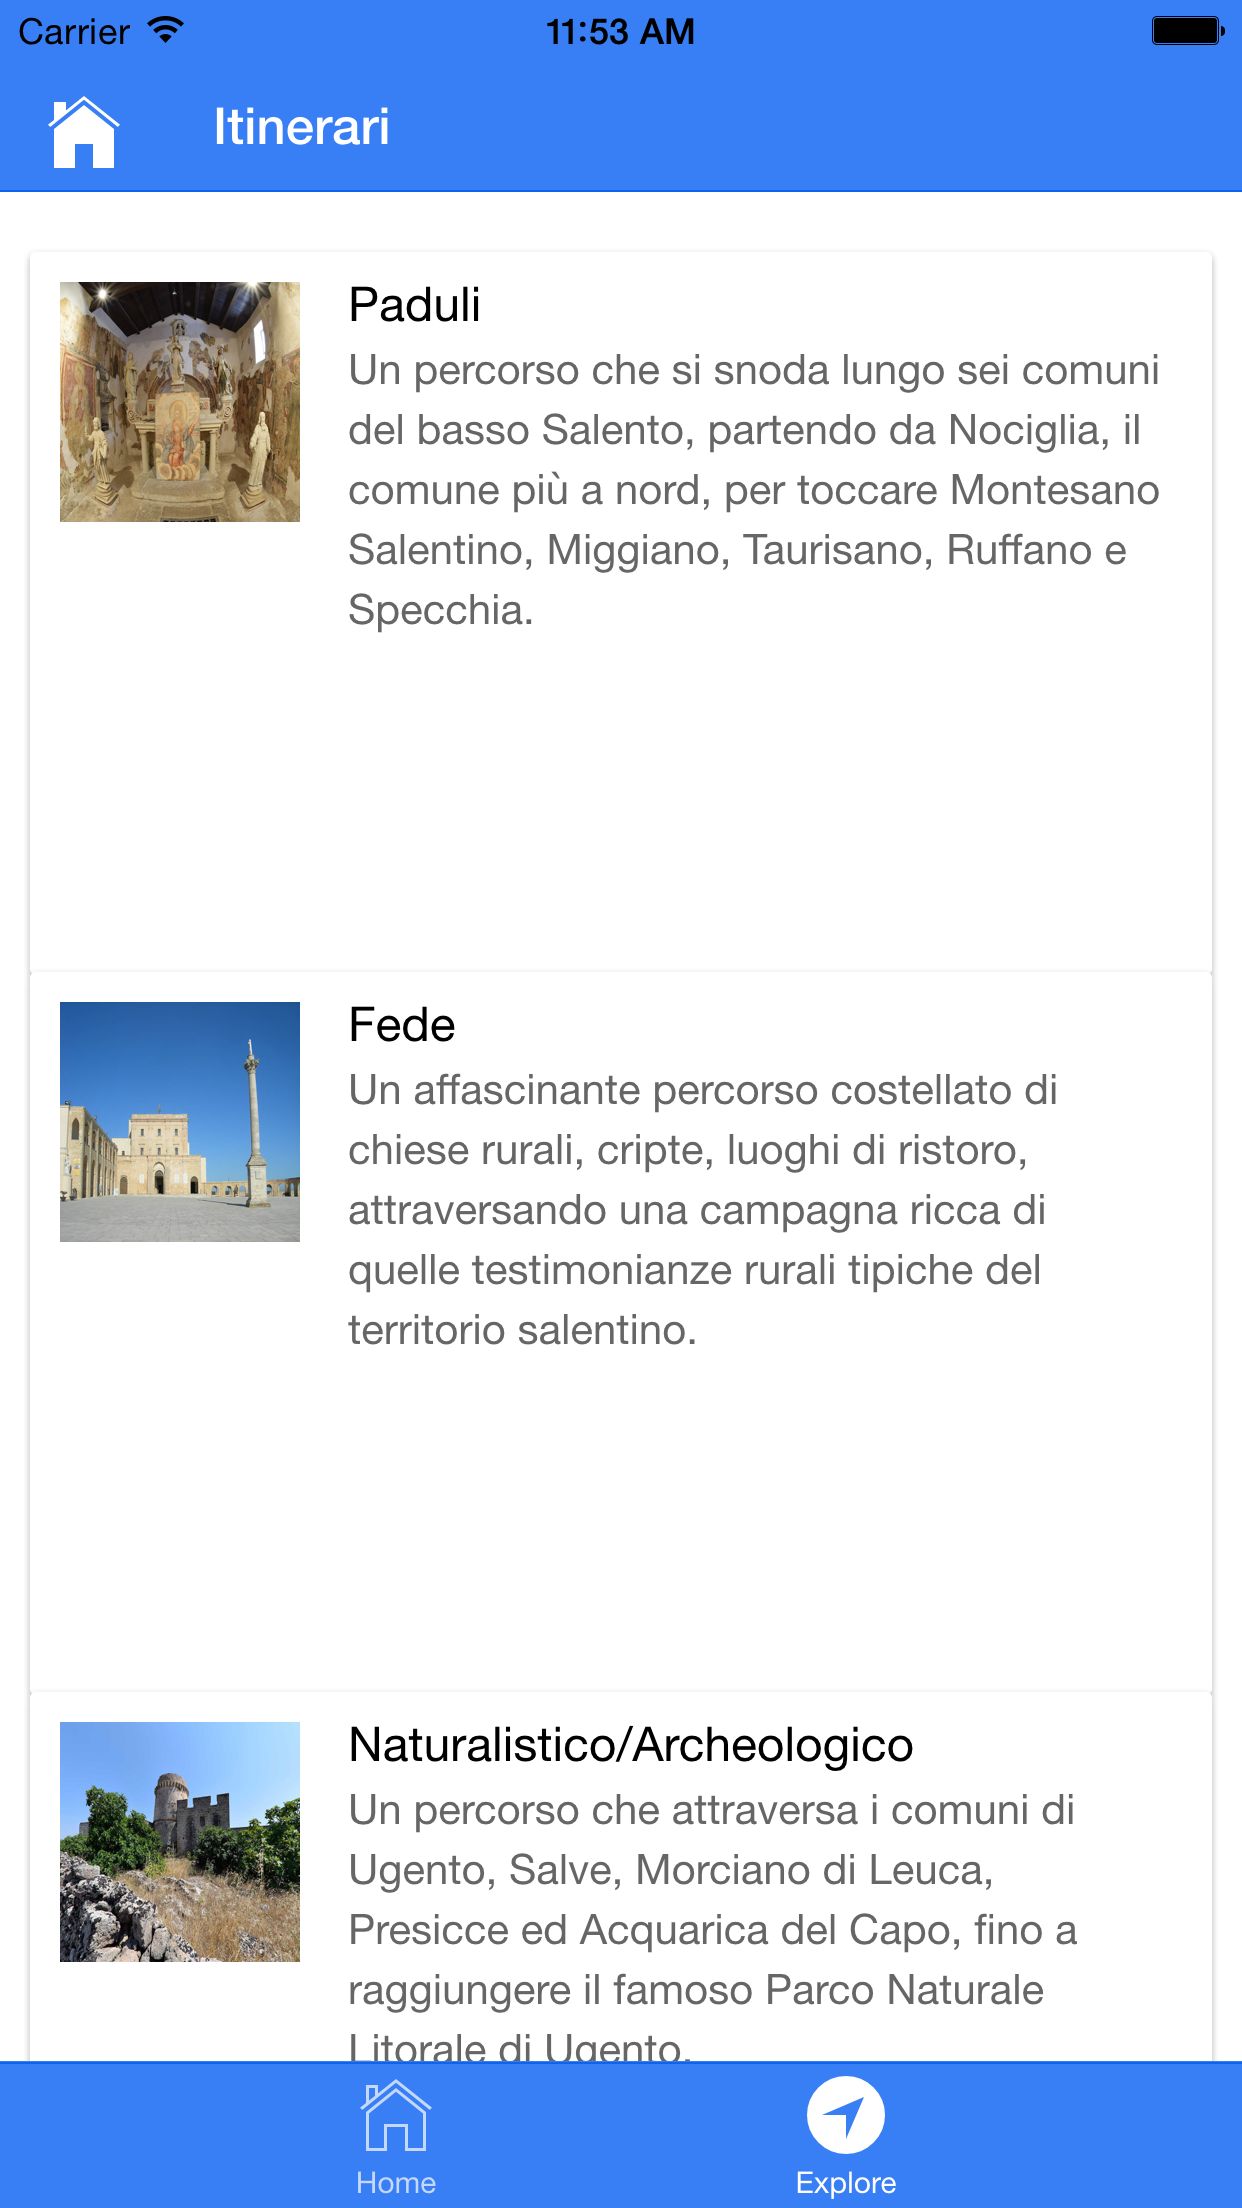 Carrier
11:53 AM
Itinerari
Paduli
Un percorso che si snoda lungo sei comuni
del basso Salento, partendo da Nociglia, il
comune più a nord, per toccare Montesano
Salentino, Miggiano, Taurisano, Ruffano e
Specchia.
Fede
Un affascinante percorso costellato di
chiese rurali, cripte, luoghi di ristoro,
attraversando una campagna ricca di
quelle testimonianze rurali tipiche del
territorio salentino.
Naturalistico/Archeologico
Un percorso che attraversa i comuni di
Ugento, Salve, Morciano di Leuca,
Presicce ed Acquarica del Capo, fino a
raggiungere il famoso Parco Naturale
Litorale di Ugento.
Home
Explore